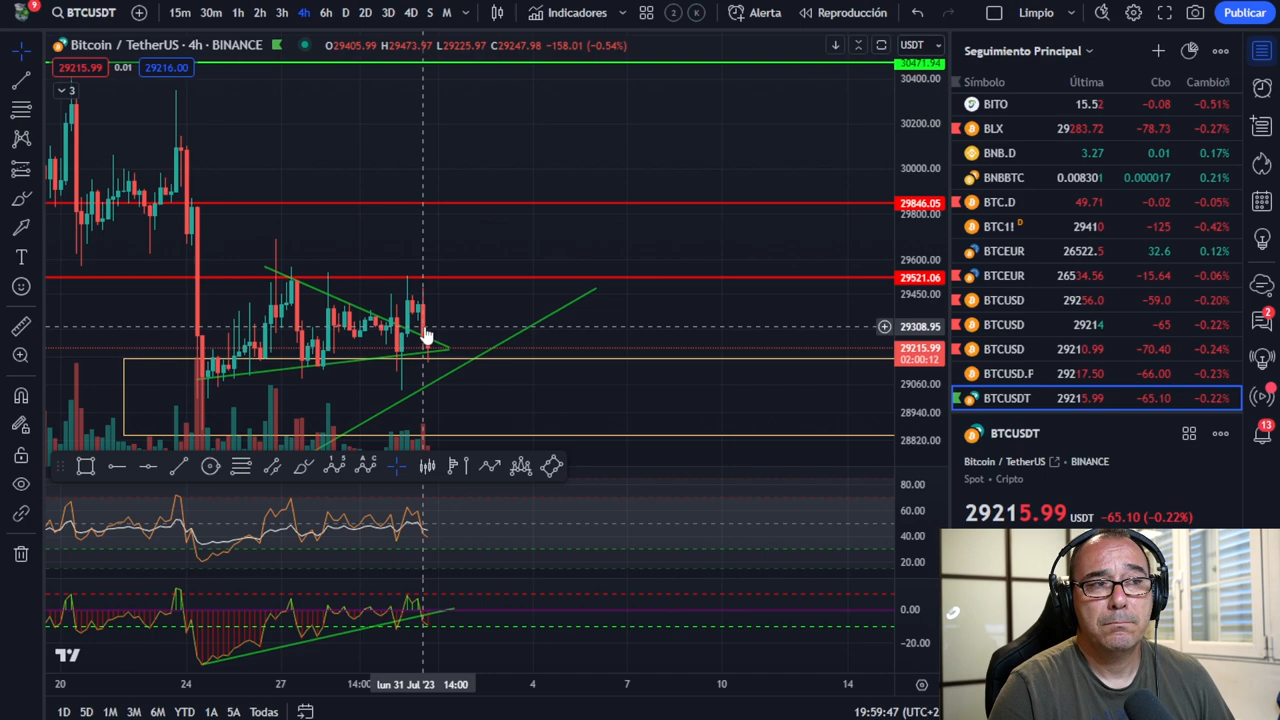 9 BTCUSDT 15m 30m 1h 2h 3h 4h 6h D 2D 3D 4D S M Indicadores 2 K Alerta Reproducción Limpio Publicar
Bitcoin / TetherUS · 4h · BINANCE O29405.99 H29473.97 L29225.97 C29247.98 −158.01 (−0.54%) USDT
29215.99 0.01 29216.00
3
30471.94
30400.00
30200.00
30000.00
29846.05
29800.00
29600.00
29521.06
29450.00
29308.95
29215.99
02:00:12
29060.00
28940.00
28820.00
80.00
60.00
40.00
20.00
0.00
−20.00
20 24 27 14:00 lun 31 Jul '23 14:00 4 7 10 14
1D 5D 1M 3M 6M YTD 1A 5A Todas 19:59:47 (UTC+2
Seguimiento Principal
Símbolo Última Cbo Cambio%
BITO 15.52 −0.08 −0.51%
BLX 29283.72 −78.73 −0.27%
BNB.D 3.27 0.01 0.17%
BNBBTC 0.008301 0.000017 0.21%
BTC.D 49.71 −0.02 −0.05%
BTC1! D 29410 −125 −0.42%
BTCEUR 26522.5 32.6 0.12%
BTCEUR 26534.56 −15.64 −0.06%
BTCUSD 29256.0 −59.0 −0.20%
BTCUSD 29214 −65 −0.22%
BTCUSD 29210.99 −70.40 −0.24%
BTCUSD.P 29217.50 −66.00 −0.23%
BTCUSDT 29215.99 −65.10 −0.22%
BTCUSDT
Bitcoin / TetherUS · BINANCE
Spot · Cripto
29215.99 USDT −65.10 (−0.22%)
2
13